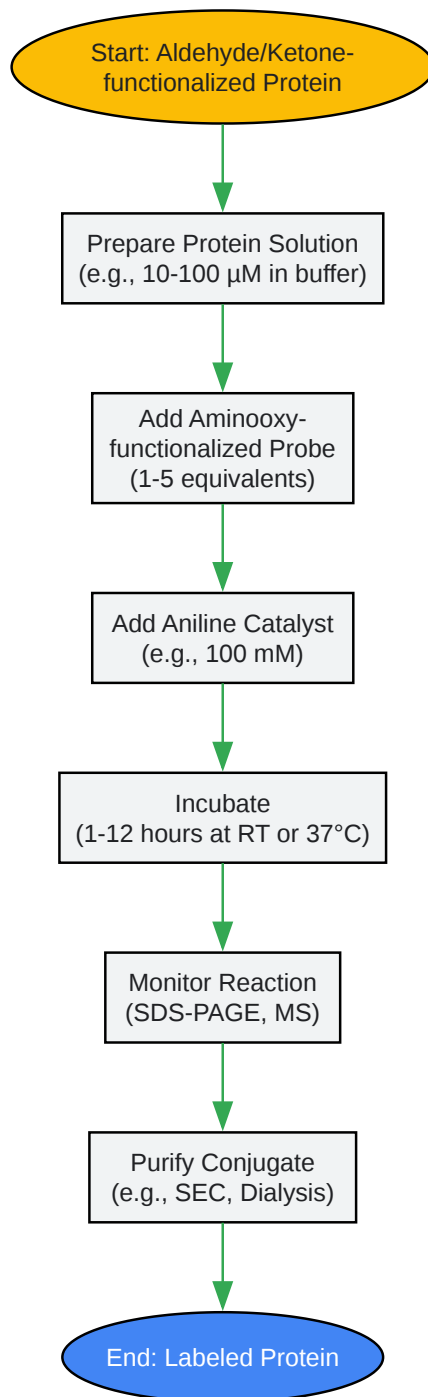 Start: Aldehyde/Ketone-
functionalized Protein
Prepare Protein Solution
(e.g., 10-100 µM in buffer)
Add Aminooxy-
functionalized Probe
(1-5 equivalents)
Add Aniline Catalyst
(e.g., 100 mM)
Incubate
(1-12 hours at RT or 37°C)
Monitor Reaction
(SDS-PAGE, MS)
Purify Conjugate
(e.g., SEC, Dialysis)
End: Labeled Protein